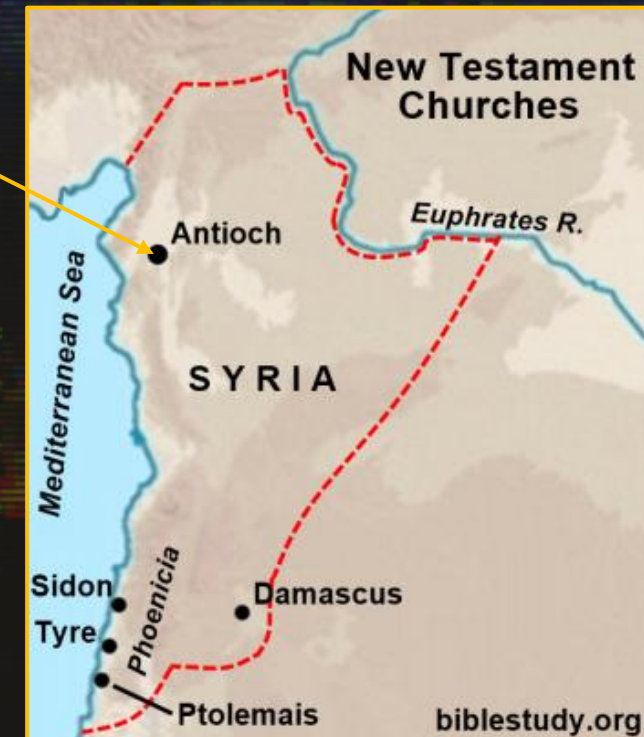 New Testament
Churches
Euphrates R.
Antioch
Mediterranean Sea
SYRIA
Sidon
Damascus
Tyre
Phoenicia
Ptolemais
biblestudy.org